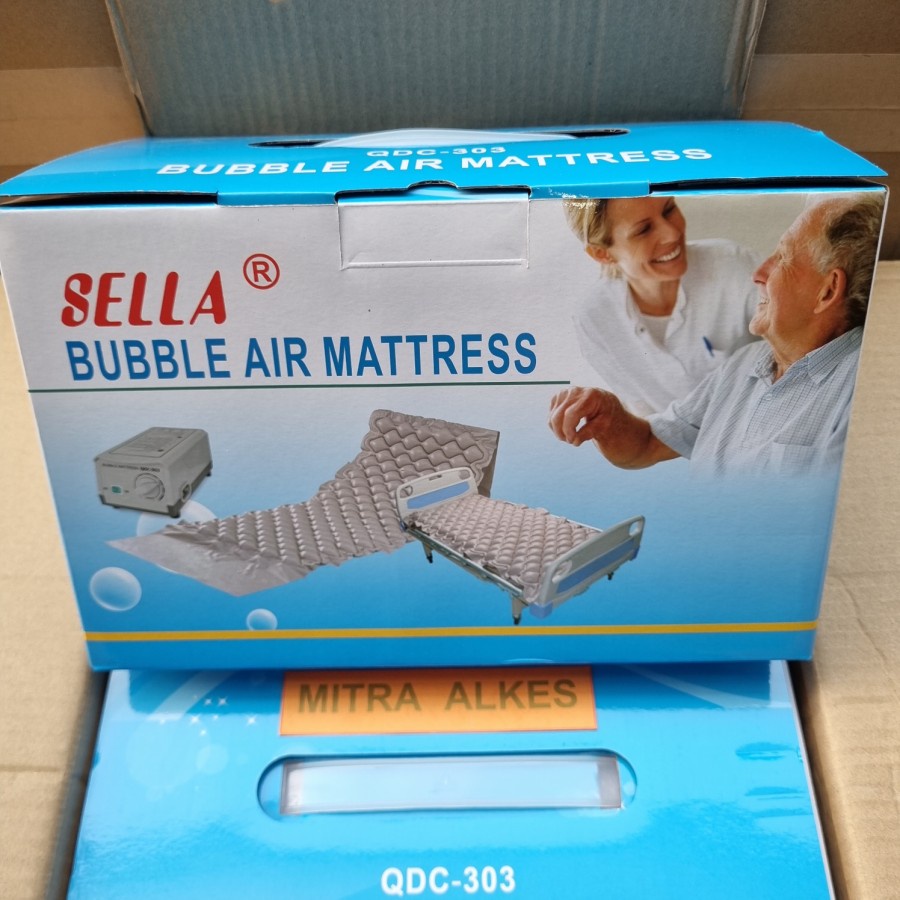 QDC-303
BUBBLE AIR MATTRESS
SELLA ®
BUBBLE AIR MATTRESS
MITRA ALKES
QDC-303